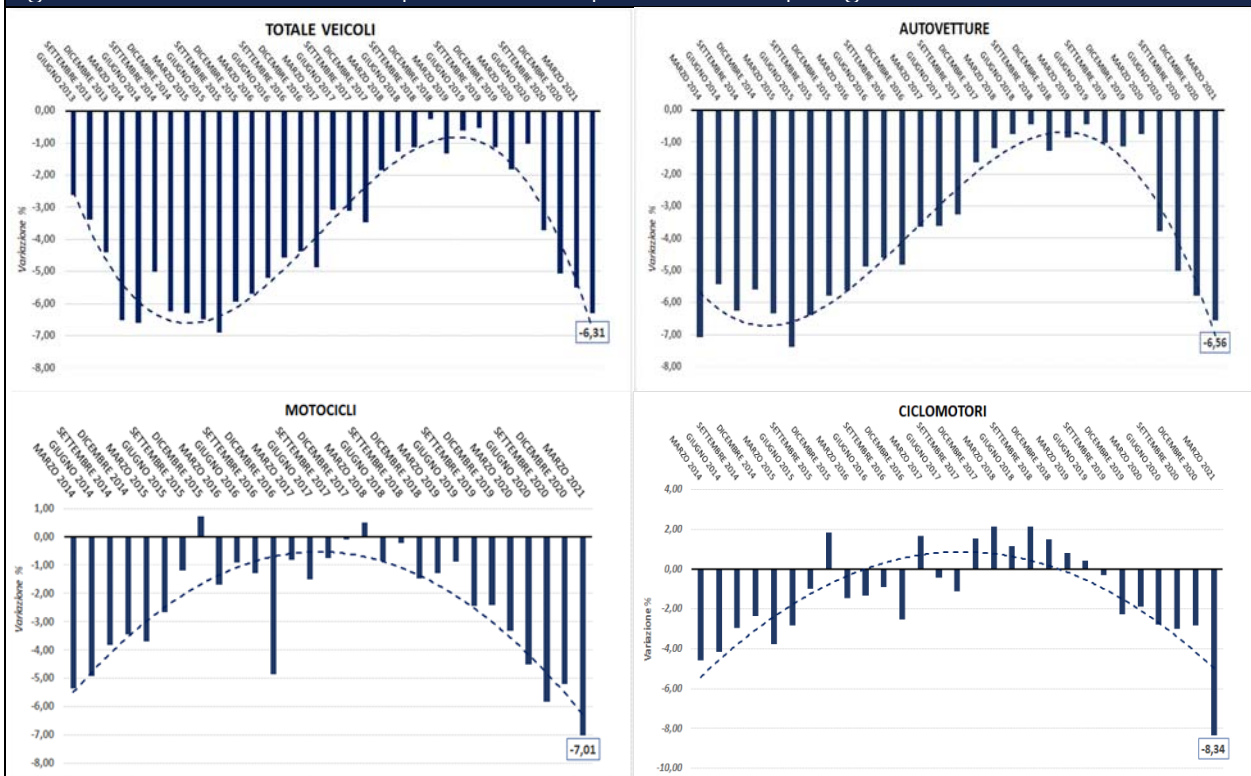 TOTALE VEICOLI
GIUGNO 2013
SETTEMBRE 2013
DICEMBRE 2013
MARZO 2014
GIUGNO 2014
SETTEMBRE 2014
DICEMBRE 2014
MARZO 2015
GIUGNO 2015
SETTEMBRE 2015
DICEMBRE 2015
MARZO 2016
GIUGNO 2016
SETTEMBRE 2016
DICEMBRE 2016
MARZO 2017
GIUGNO 2017
SETTEMBRE 2017
DICEMBRE 2017
MARZO 2018
GIUGNO 2018
SETTEMBRE 2018
DICEMBRE 2018
MARZO 2019
GIUGNO 2019
SETTEMBRE 2019
DICEMBRE 2019
MARZO 2020
GIUGNO 2020
SETTEMBRE 2020
DICEMBRE 2020
MARZO 2021
0,00
-1,00
-2,00
-3,00
-4,00
-5,00
-6,00
-7,00
-8,00
Variazione %
-6,31
AUTOVETTURE
MARZO 2014
GIUGNO 2014
SETTEMBRE 2014
DICEMBRE 2014
MARZO 2015
GIUGNO 2015
SETTEMBRE 2015
DICEMBRE 2015
MARZO 2016
GIUGNO 2016
SETTEMBRE 2016
DICEMBRE 2016
MARZO 2017
GIUGNO 2017
SETTEMBRE 2017
DICEMBRE 2017
MARZO 2018
GIUGNO 2018
SETTEMBRE 2018
DICEMBRE 2018
MARZO 2019
GIUGNO 2019
SETTEMBRE 2019
DICEMBRE 2019
MARZO 2020
GIUGNO 2020
SETTEMBRE 2020
DICEMBRE 2020
MARZO 2021
0,00
-1,00
-2,00
-3,00
-4,00
-5,00
-6,00
-7,00
-8,00
Variazione %
-6,56
MOTOCICLI
MARZO 2014
GIUGNO 2014
SETTEMBRE 2014
DICEMBRE 2014
MARZO 2015
GIUGNO 2015
SETTEMBRE 2015
DICEMBRE 2015
MARZO 2016
GIUGNO 2016
SETTEMBRE 2016
DICEMBRE 2016
MARZO 2017
GIUGNO 2017
SETTEMBRE 2017
DICEMBRE 2017
MARZO 2018
GIUGNO 2018
SETTEMBRE 2018
DICEMBRE 2018
MARZO 2019
GIUGNO 2019
SETTEMBRE 2019
DICEMBRE 2019
MARZO 2020
GIUGNO 2020
SETTEMBRE 2020
DICEMBRE 2020
MARZO 2021
1,00
0,00
-1,00
-2,00
-3,00
-4,00
-5,00
-6,00
-7,00
-8,00
Variazione %
-7,01
CICLOMOTORI
MARZO 2014
GIUGNO 2014
SETTEMBRE 2014
DICEMBRE 2014
MARZO 2015
GIUGNO 2015
SETTEMBRE 2015
DICEMBRE 2015
MARZO 2016
GIUGNO 2016
SETTEMBRE 2016
DICEMBRE 2016
MARZO 2017
GIUGNO 2017
SETTEMBRE 2017
DICEMBRE 2017
MARZO 2018
GIUGNO 2018
SETTEMBRE 2018
DICEMBRE 2018
MARZO 2019
GIUGNO 2019
SETTEMBRE 2019
DICEMBRE 2019
MARZO 2020
GIUGNO 2020
SETTEMBRE 2020
DICEMBRE 2020
MARZO 2021
4,00
2,00
0,00
-2,00
-4,00
-6,00
-8,00
-10,00
Variazione %
-8,34